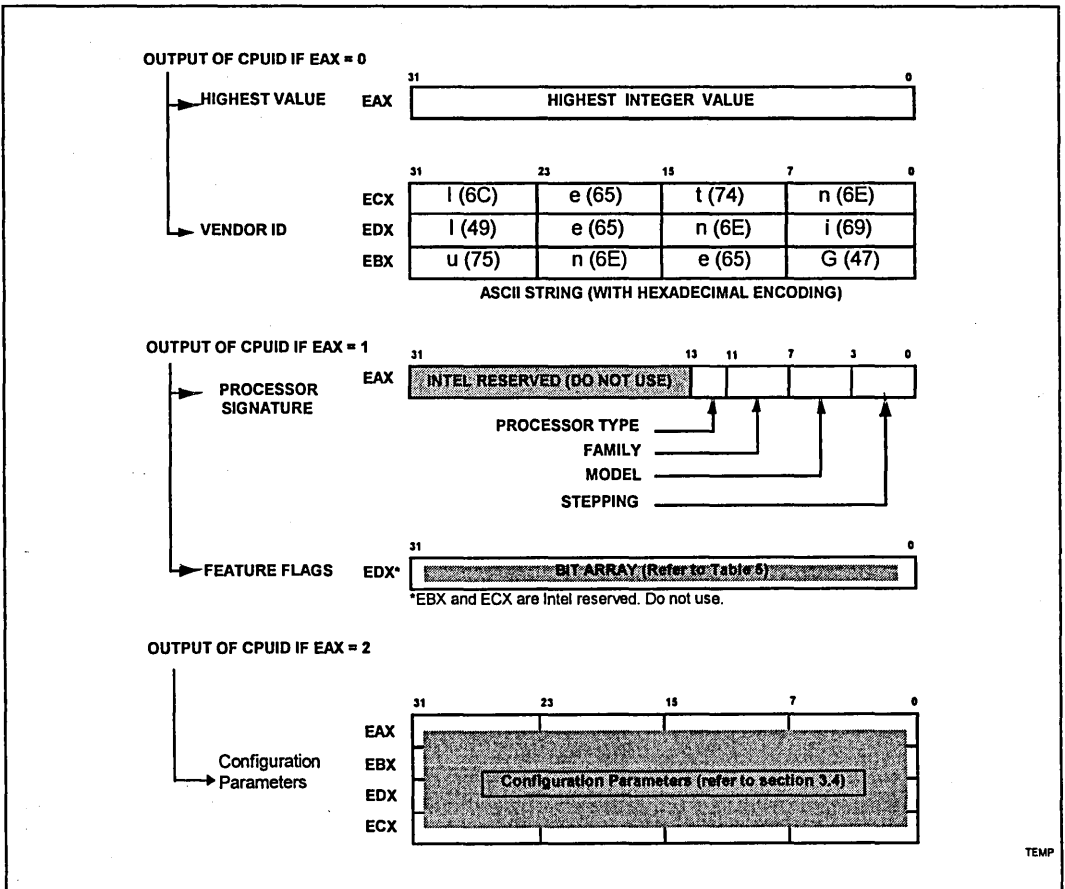 OUTPUT OF CPUID IF EAX = 0
31 0
HIGHEST VALUE EAX HIGHEST INTEGER VALUE
31 23 15 7 0
ECX l (6C) e (65) t (74) n (6E)
VENDOR ID EDX I (49) e (65) n (6E) i (69)
EBX u (75) n (6E) e (65) G (47)
ASCII STRING (WITH HEXADECIMAL ENCODING)
OUTPUT OF CPUID IF EAX = 1
31 13 11 7 3 0
PROCESSOR SIGNATURE EAX INTEL RESERVED (DO NOT USE)
PROCESSOR TYPE
FAMILY
MODEL
STEPPING
31 0
FEATURE FLAGS EDX* BIT ARRAY (Refer to Table 5)
*EBX and ECX are Intel reserved. Do not use.
OUTPUT OF CPUID IF EAX = 2
31 23 15 7 0
EAX
Configuration Parameters EBX
Configuration Parameters (refer to section 3.4)
EDX
ECX
TEMP